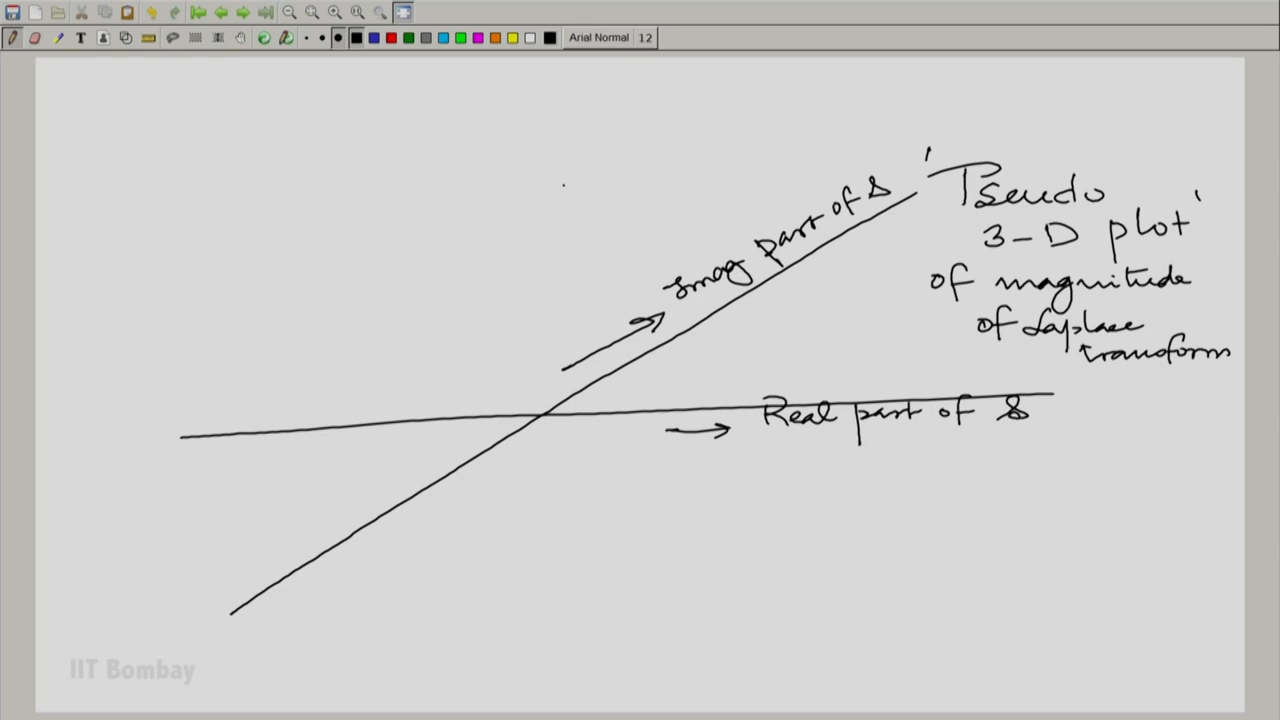 Arial Normal 12
'Pseudo
3-D plot'
of magnitude
of Laplace
transform
Imag part of s
Real part of s
IIT Bombay